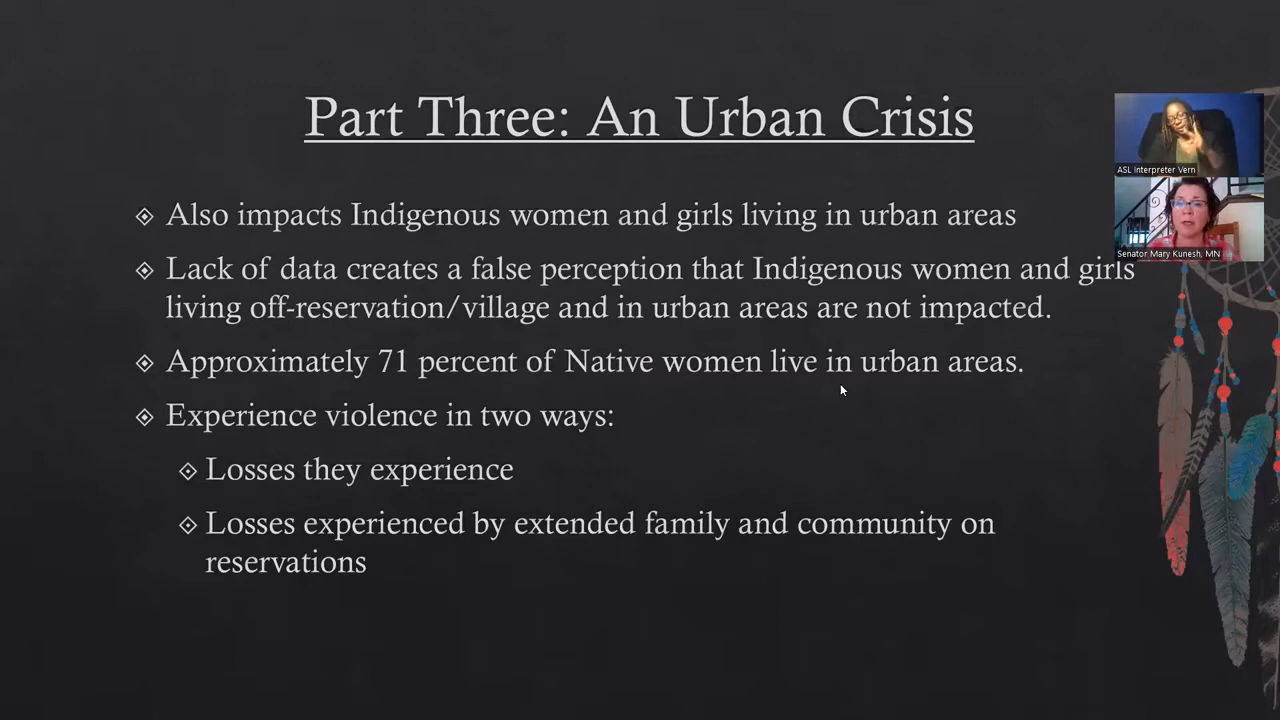 Part Three: An Urban Crisis
Also impacts Indigenous women and girls living in urban areas
Lack of data creates a false perception that Indigenous women and girls
living off-reservation/village and in urban areas are not impacted.
Approximately 71 percent of Native women live in urban areas.
Experience violence in two ways:
Losses they experience
Losses experienced by extended family and community on
reservations
ASL Interpreter Vern
Senator Mary Kunesh, MN